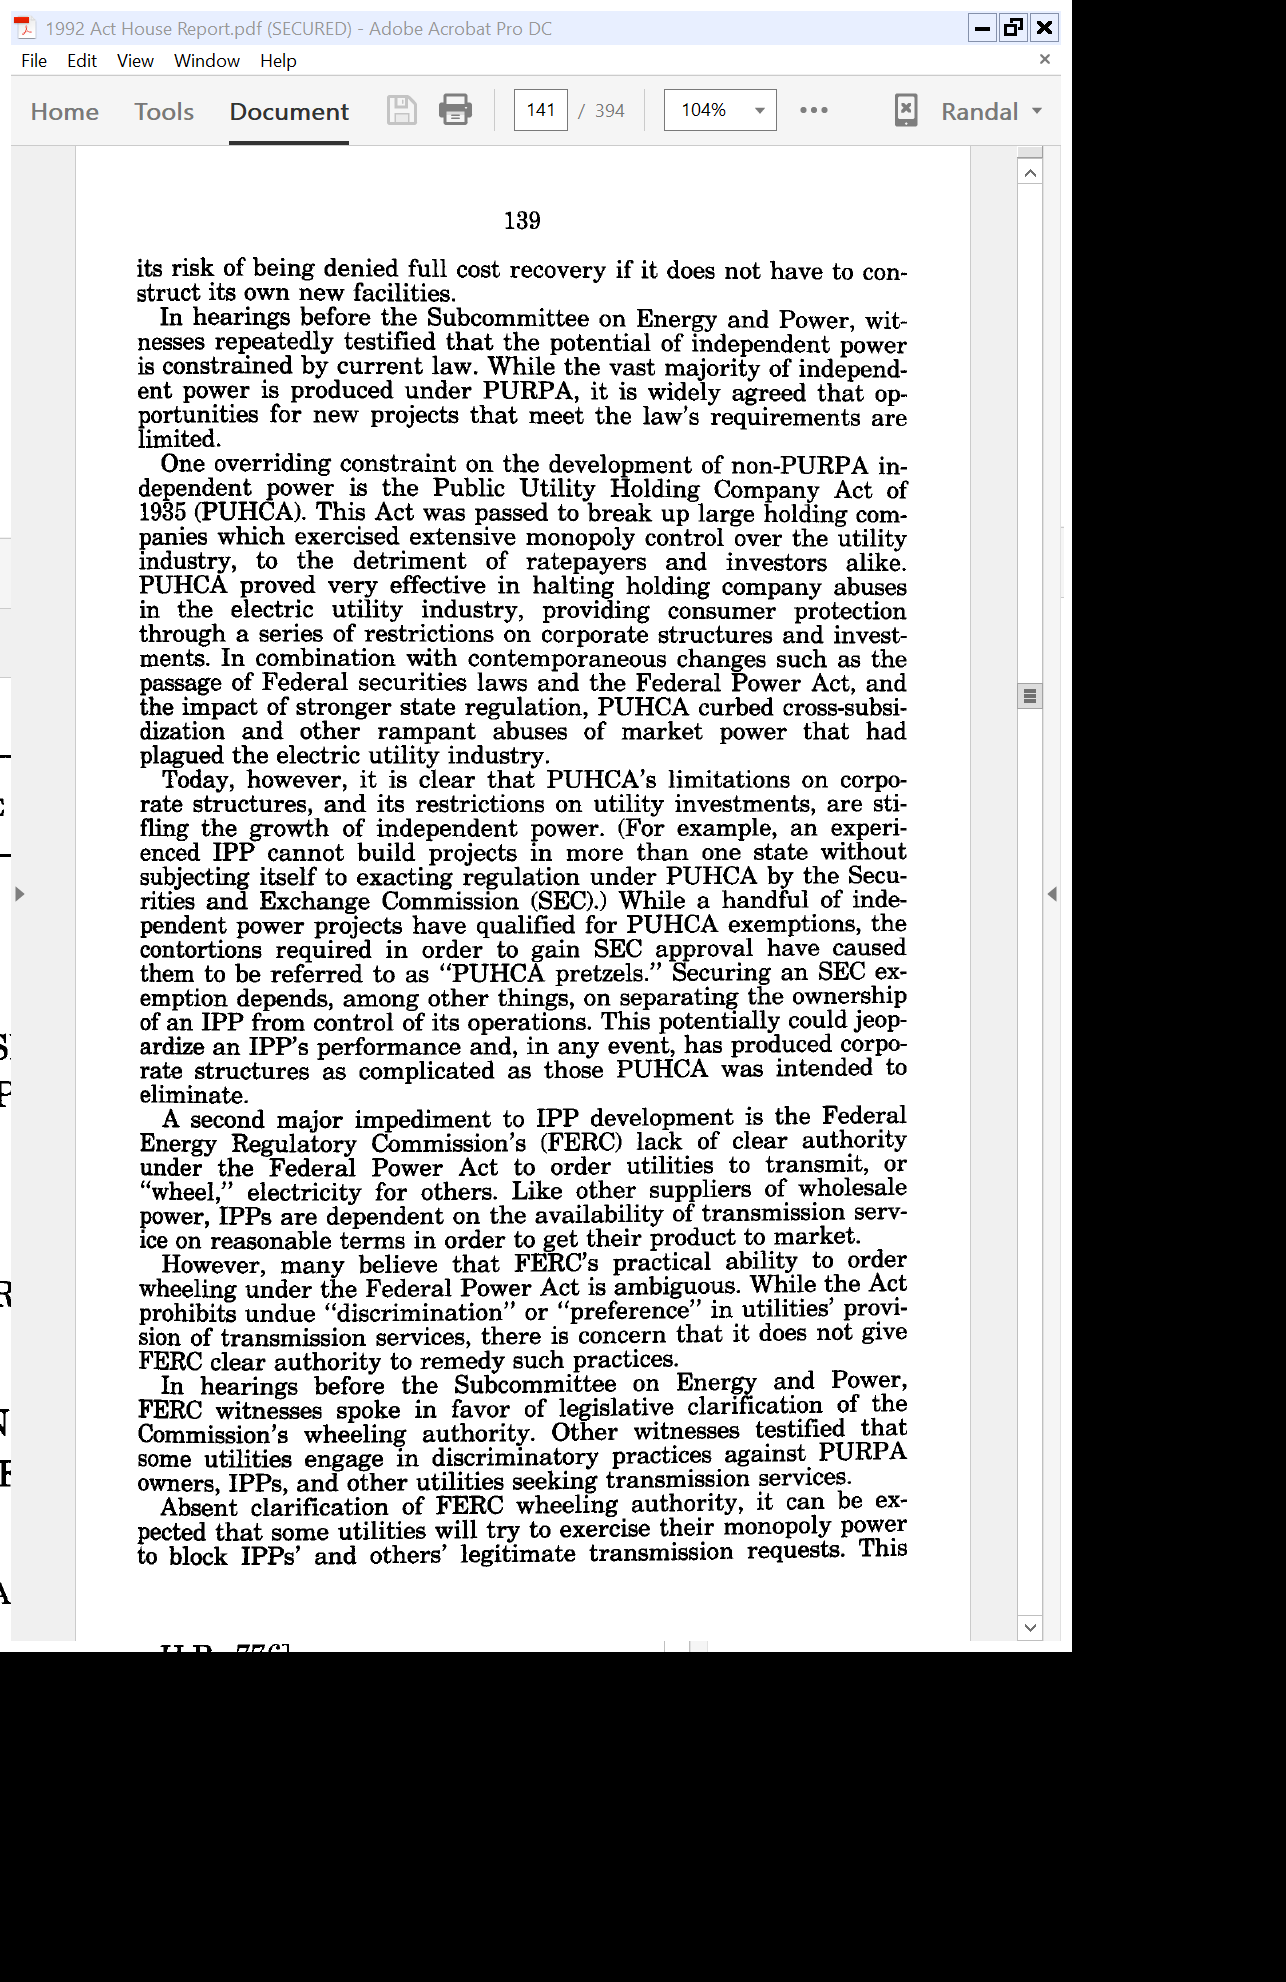 1992 Act House Report.pdf (SECURED) - Adobe Acrobat Pro DC
File Edit View Window Help
Home Tools Document 141 / 394 104% Randal
139
its risk of being denied full cost recovery if it does not have to con-
struct its own new facilities.
In hearings before the Subcommittee on Energy and Power, wit-
nesses repeatedly testified that the potential of independent power
is constrained by current law. While the vast majority of independ-
ent power is produced under PURPA, it is widely agreed that op-
portunities for new projects that meet the law's requirements are
limited.
One overriding constraint on the development of non-PURPA in-
dependent power is the Public Utility Holding Company Act of
1935 (PUHCA). This Act was passed to break up large holding com-
panies which exercised extensive monopoly control over the utility
industry, to the detriment of ratepayers and investors alike.
PUHCA proved very effective in halting holding company abuses
in the electric utility industry, providing consumer protection
through a series of restrictions on corporate structures and invest-
ments. In combination with contemporaneous changes such as the
passage of Federal securities laws and the Federal Power Act, and
the impact of stronger state regulation, PUHCA curbed cross-subsi-
dization and other rampant abuses of market power that had
plagued the electric utility industry.
Today, however, it is clear that PUHCA's limitations on corpo-
rate structures, and its restrictions on utility investments, are sti-
fling the growth of independent power. (For example, an experi-
enced IPP cannot build projects in more than one state without
subjecting itself to exacting regulation under PUHCA by the Secu-
rities and Exchange Commission (SEC).) While a handful of inde-
pendent power projects have qualified for PUHCA exemptions, the
contortions required in order to gain SEC approval have caused
them to be referred to as "PUHCA pretzels." Securing an SEC ex-
emption depends, among other things, on separating the ownership
of an IPP from control of its operations. This potentially could jeop-
ardize an IPP's performance and, in any event, has produced corpo-
rate structures as complicated as those PUHCA was intended to
eliminate.
A second major impediment to IPP development is the Federal
Energy Regulatory Commission's (FERC) lack of clear authority
under the Federal Power Act to order utilities to transmit, or
"wheel," electricity for others. Like other suppliers of wholesale
power, IPPs are dependent on the availability of transmission serv-
ice on reasonable terms in order to get their product to market.
However, many believe that FERC's practical ability to order
wheeling under the Federal Power Act is ambiguous. While the Act
prohibits undue "discrimination" or "preference" in utilities' provi-
sion of transmission services, there is concern that it does not give
FERC clear authority to remedy such practices.
In hearings before the Subcommittee on Energy and Power,
FERC witnesses spoke in favor of legislative clarification of the
Commission's wheeling authority. Other witnesses testified that
some utilities engage in discriminatory practices against PURPA
owners, IPPs, and other utilities seeking transmission services.
Absent clarification of FERC wheeling authority, it can be ex-
pected that some utilities will try to exercise their monopoly power
to block IPPs' and others' legitimate transmission requests. This